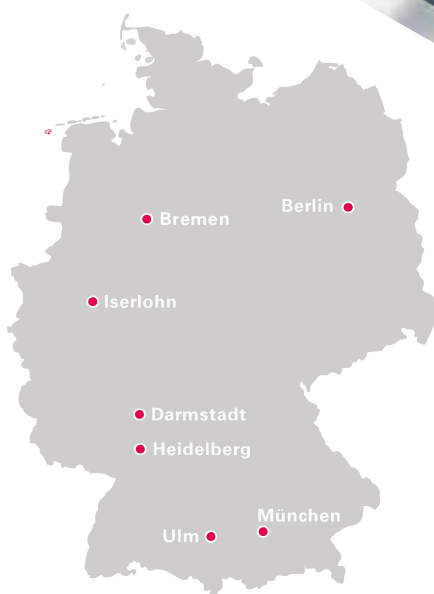 Berlin
Bremen
Iserlohn
Darmstadt
Heidelberg
München
Ulm